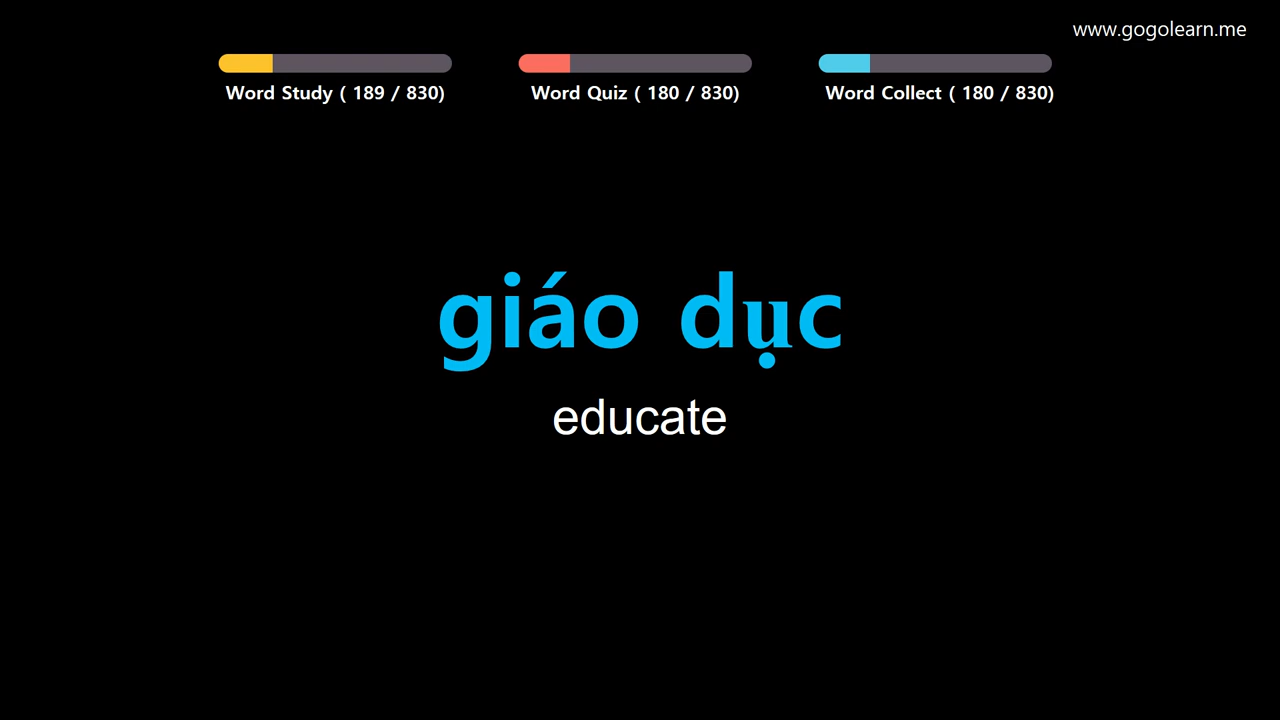 www.gogolearn.me
Word Study ( 189 / 830)
Word Quiz ( 180 / 830)
Word Collect ( 180 / 830)
giáo dục
educate